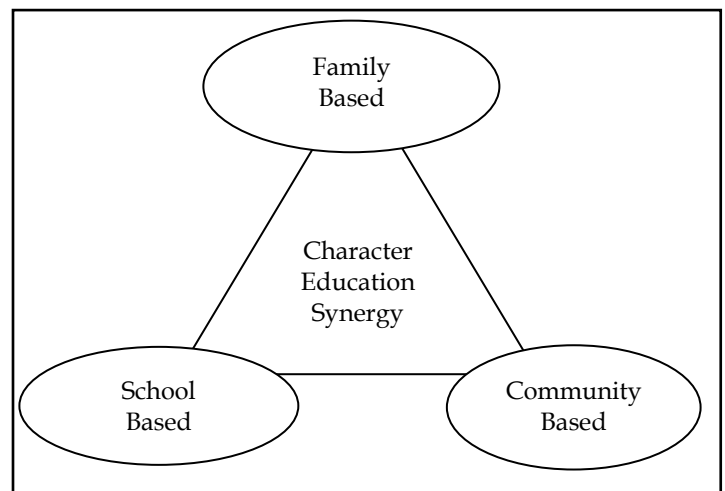 Family
Based
Character
Education
Synergy
School
Based
Community
Based